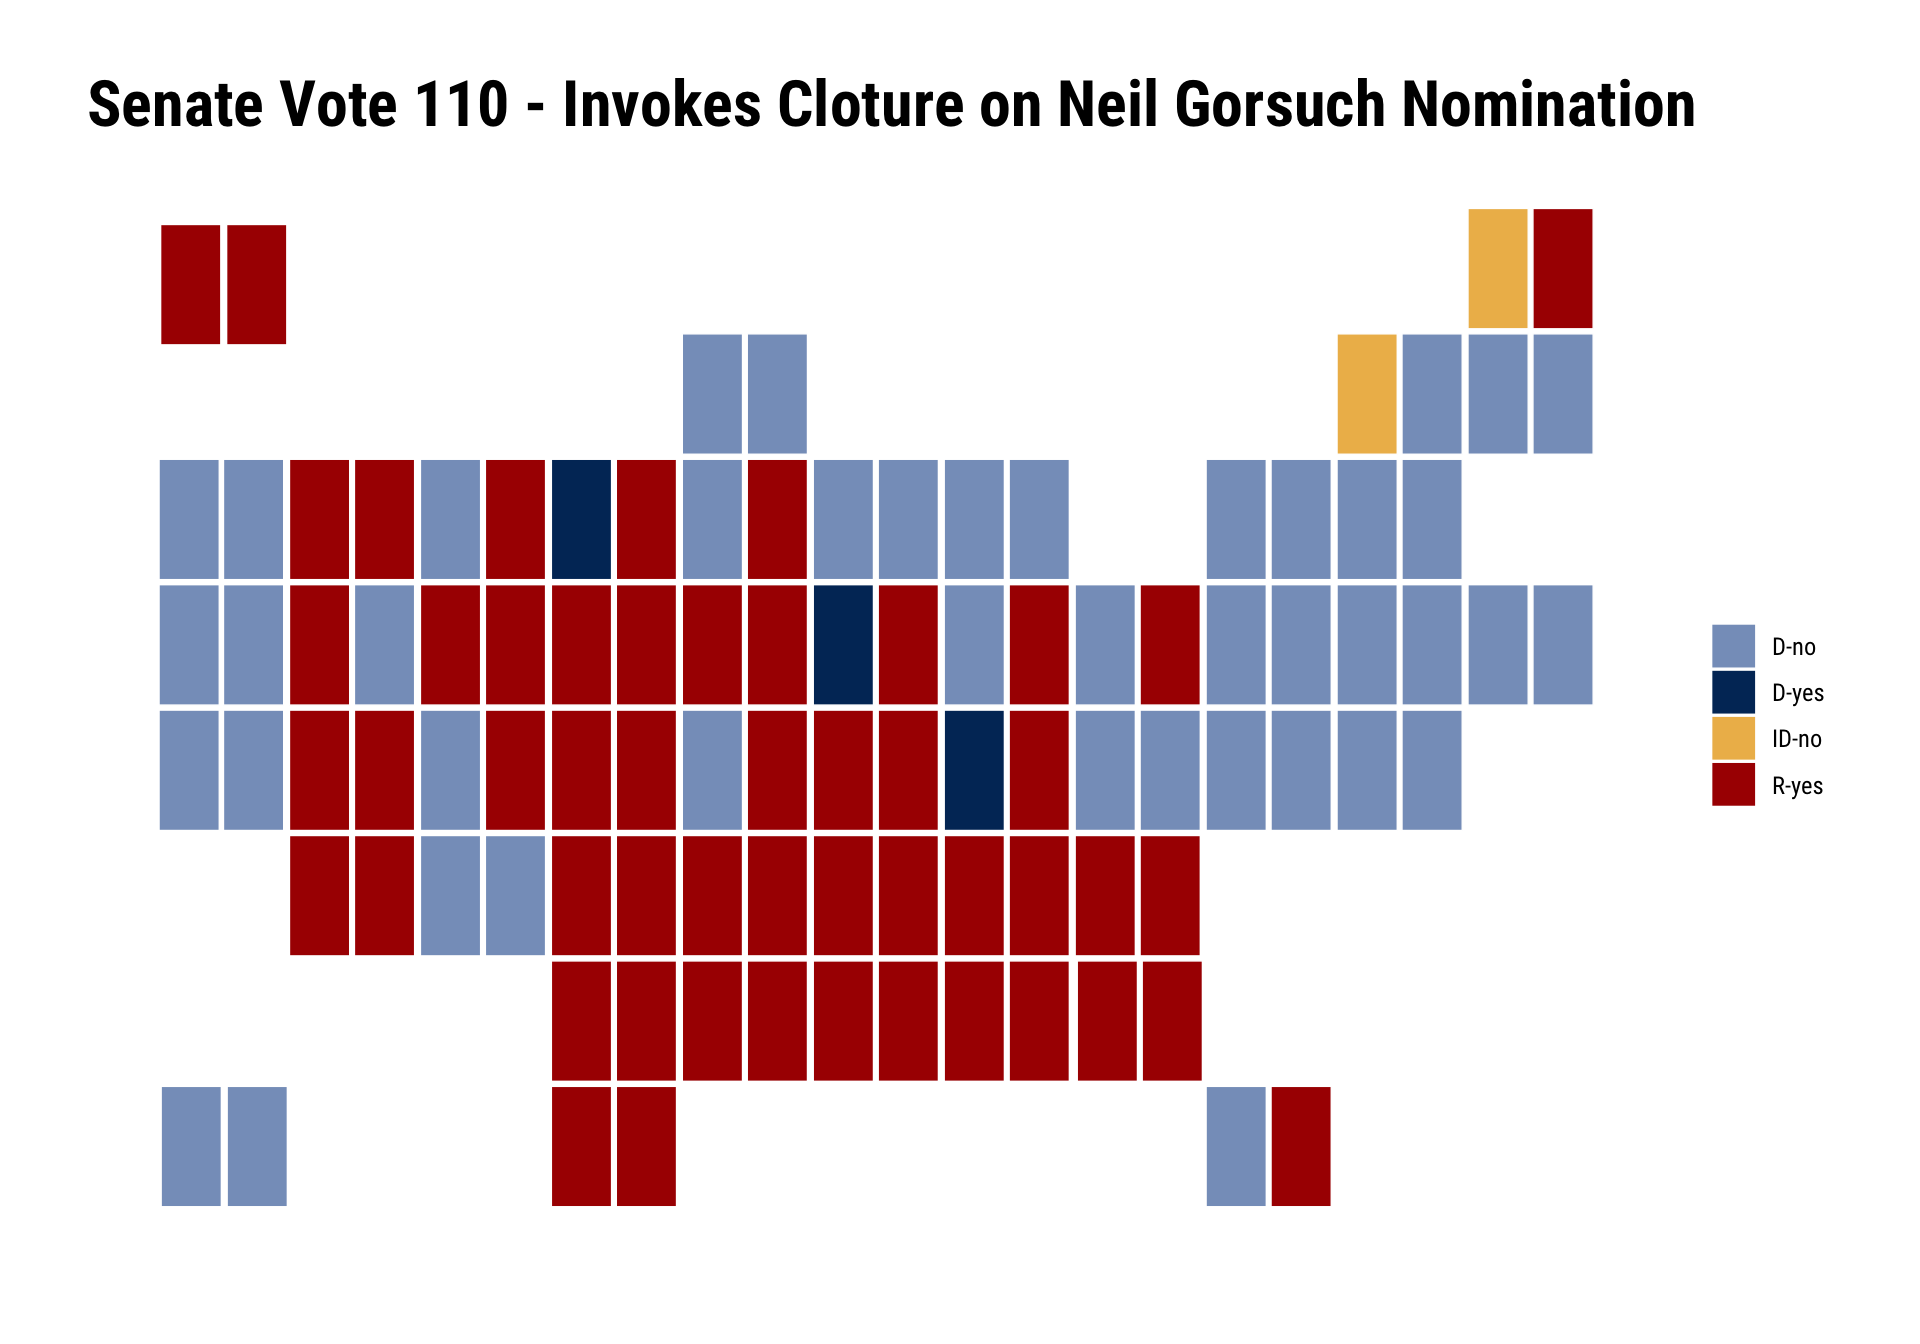 Senate Vote 110 - Invokes Cloture on Neil Gorsuch Nomination
D-no
D-yes
ID-no
R-yes